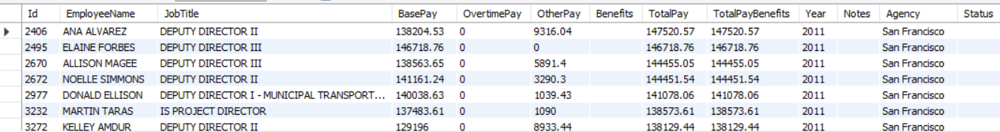 Id EmployeeName JobTitle BasePay OvertimePay OtherPay Benefits TotalPay TotalPayBenefits Year Notes Agency Status
2406 ANA ALVAREZ DEPUTY DIRECTOR II 138204.53 0 9316.04 147520.57 147520.57 2011 San Francisco
2495 ELAINE FORBES DEPUTY DIRECTOR III 146718.76 0 0 146718.76 146718.76 2011 San Francisco
2670 ALLISON MAGEE DEPUTY DIRECTOR III 138563.65 0 5891.4 144455.05 144455.05 2011 San Francisco
2672 NOELLE SIMMONS DEPUTY DIRECTOR II 141161.24 0 3290.3 144451.54 144451.54 2011 San Francisco
2977 DONALD ELLISON DEPUTY DIRECTOR I - MUNICIPAL TRANSPORT... 140038.63 0 1039.43 141078.06 141078.06 2011 San Francisco
3232 MARTIN TARAS IS PROJECT DIRECTOR 137483.61 0 1090 138573.61 138573.61 2011 San Francisco
3272 KELLEY AMDUR DEPUTY DIRECTOR II 129196 0 8933.44 138129.44 138129.44 2011 San Francisco